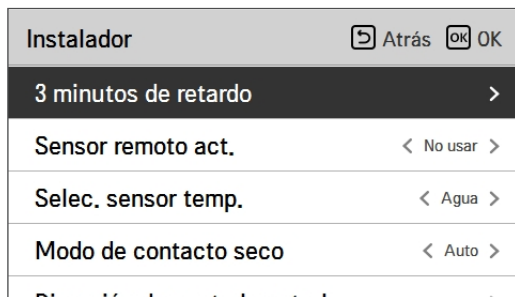 Instalador Atrás OK OK
3 minutos de retardo >
Sensor remoto act. < No usar >
Selec. sensor temp. < Agua >
Modo de contacto seco < Auto >